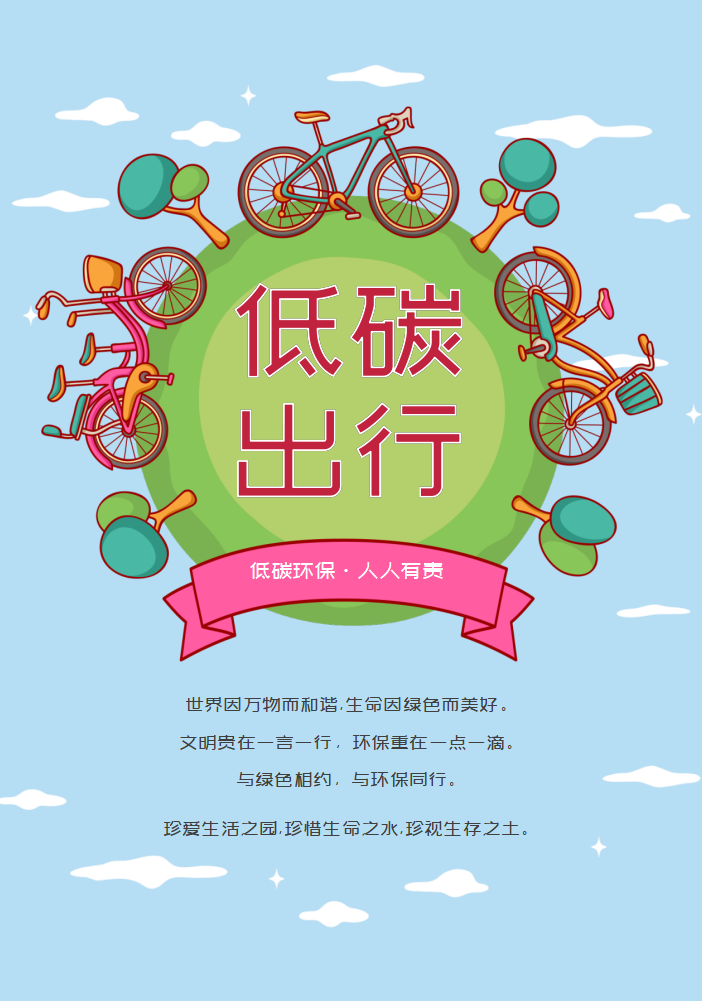 低碳
出行
低碳环保·人人有责
世界因万物而和谐,生命因绿色而美好。
文明贵在一言一行，环保重在一点一滴。
与绿色相约，与环保同行。
珍爱生活之园,珍惜生命之水,珍视生存之土。